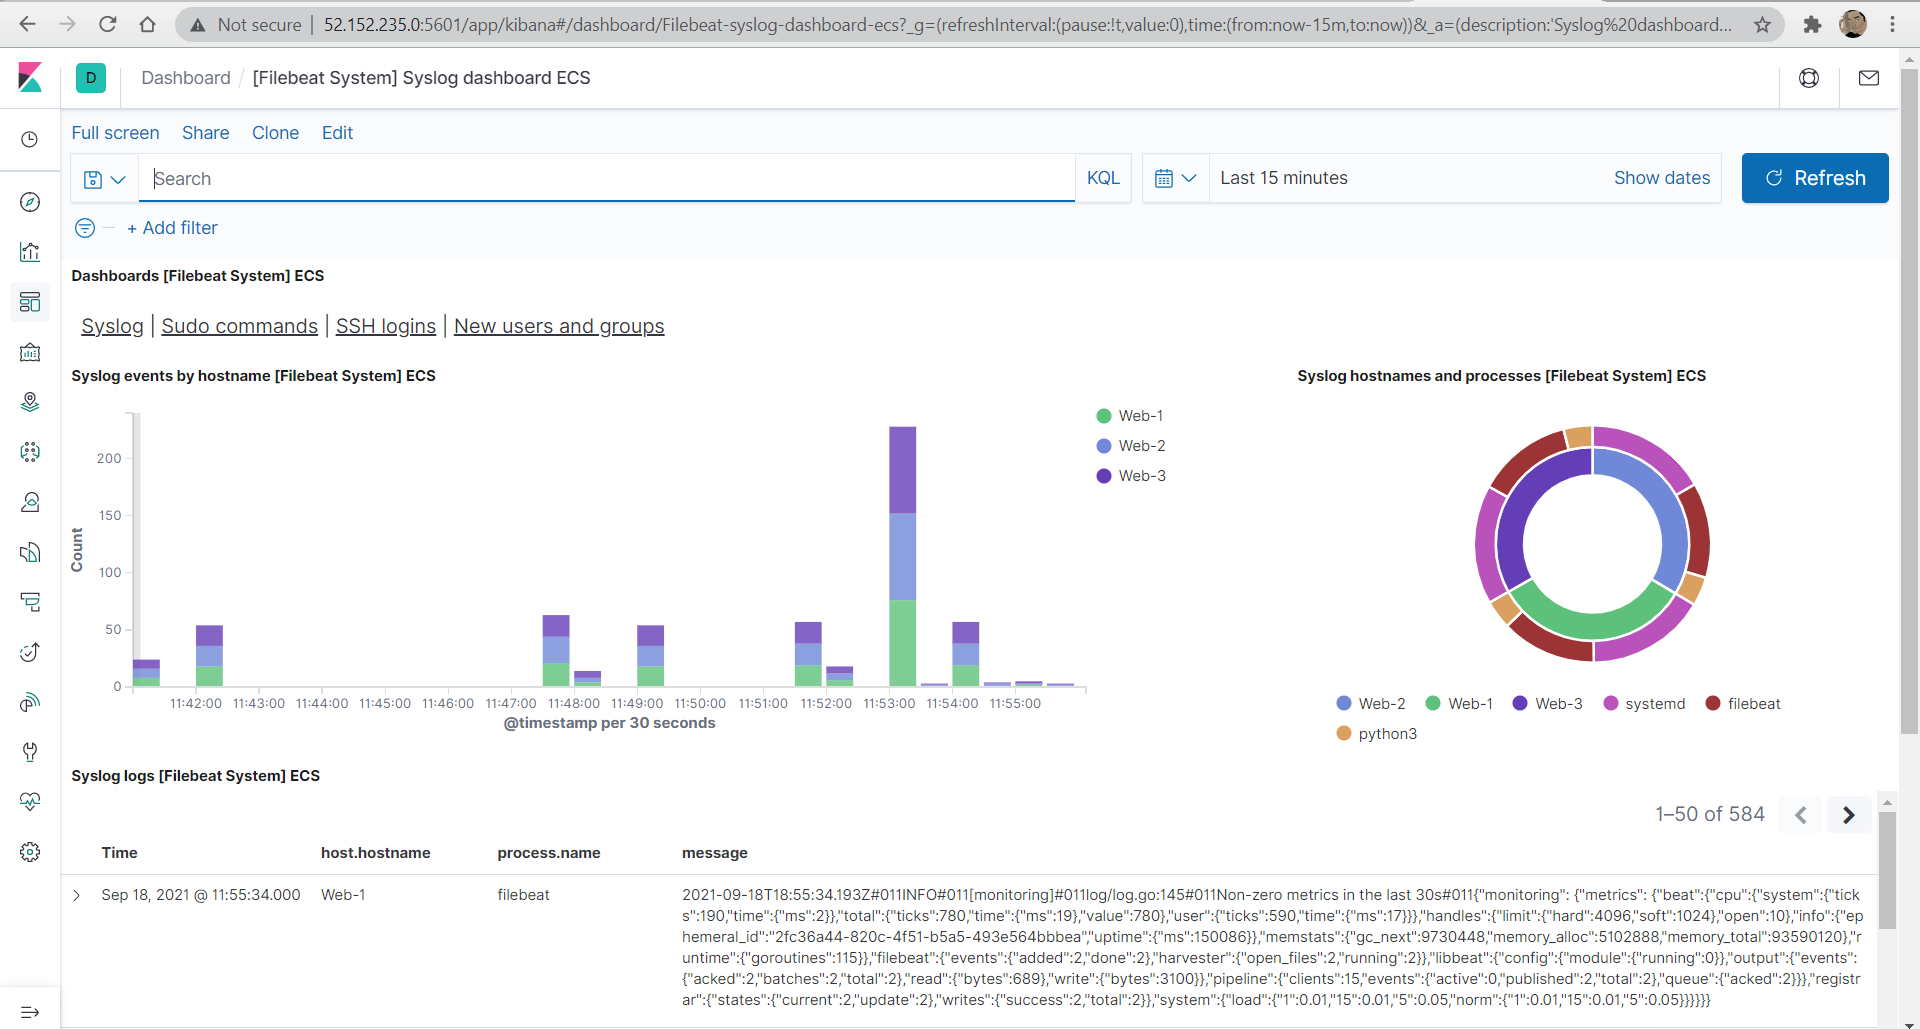 Not secure | 52.152.235.0:5601/app/kibana#/dashboard/Filebeat-syslog-dashboard-ecs?_g=(refreshInterval:(pause:!t,value:0),time:(from:now-15m,to:now))&_a=(description:'Syslog%20dashboard...
D Dashboard / [Filebeat System] Syslog dashboard ECS
Full screen Share Clone Edit
Search KQL Last 15 minutes Show dates Refresh
+ Add filter
Dashboards [Filebeat System] ECS
Syslog | Sudo commands | SSH logins | New users and groups
Syslog events by hostname [Filebeat System] ECS
200
150
100
50
0
Count
11:42:00 11:43:00 11:44:00 11:45:00 11:46:00 11:47:00 11:48:00 11:49:00 11:50:00 11:51:00 11:52:00 11:53:00 11:54:00 11:55:00
@timestamp per 30 seconds
Web-1
Web-2
Web-3
Syslog hostnames and processes [Filebeat System] ECS
Web-2 Web-1 Web-3 systemd filebeat
python3
Syslog logs [Filebeat System] ECS
1–50 of 584
Time host.hostname process.name message
Sep 18, 2021 @ 11:55:34.000 Web-1 filebeat 2021-09-18T18:55:34.193Z#011INFO#011[monitoring]#011log/log.go:145#011Non-zero metrics in the last 30s#011{"monitoring": {"metrics": {"beat":{"cpu":{"system":{"tick
s":190,"time":{"ms":2}},"total":{"ticks":780,"time":{"ms":19},"value":780},"user":{"ticks":590,"time":{"ms":17}}},"handles":{"limit":{"hard":4096,"soft":1024},"open":10},"info":{"ep
hemeral_id":"2fc36a44-820c-4f51-b5a5-493e564bbbea","uptime":{"ms":150086}},"memstats":{"gc_next":9730448,"memory_alloc":5102888,"memory_total":93590120},"r
untime":{"goroutines":115}},"filebeat":{"events":{"added":2,"done":2},"harvester":{"open_files":2,"running":2}},"libbeat":{"config":{"module":{"running":0}},"output":{"events":
{"acked":2,"batches":2,"total":2},"read":{"bytes":689},"write":{"bytes":3100}},"pipeline":{"clients":15,"events":{"active":0,"published":2,"total":2},"queue":{"acked":2}}},"registr
ar":{"states":{"current":2,"update":2},"writes":{"success":2,"total":2}},"system":{"load":{"1":0.01,"15":0.01,"5":0.05,"norm":{"1":0.01,"15":0.01,"5":0.05}}}}}}